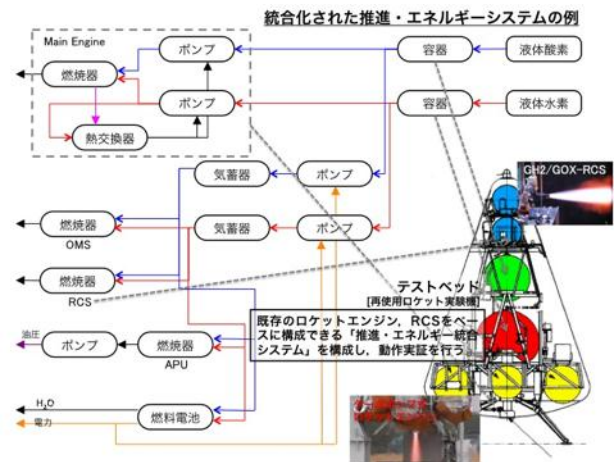 統合化された推進・エネルギーシステムの例
Main Engine
ポンプ
容器
液体酸素
燃焼器
ポンプ
容器
液体水素
熱交換器
GH2/GOX-RCS
気蓄器
ポンプ
気蓄器
ポンプ
燃焼器
OMS
テストベッド
[再使用ロケット実験機]
燃焼器
RCS
既存のロケットエンジン，RCSをベー
スに構成できる「推進・エネルギー統合
システム」を構成し，動作実証を行う
油圧
ポンプ
燃焼器
APU
H₂O
電力
燃料電池